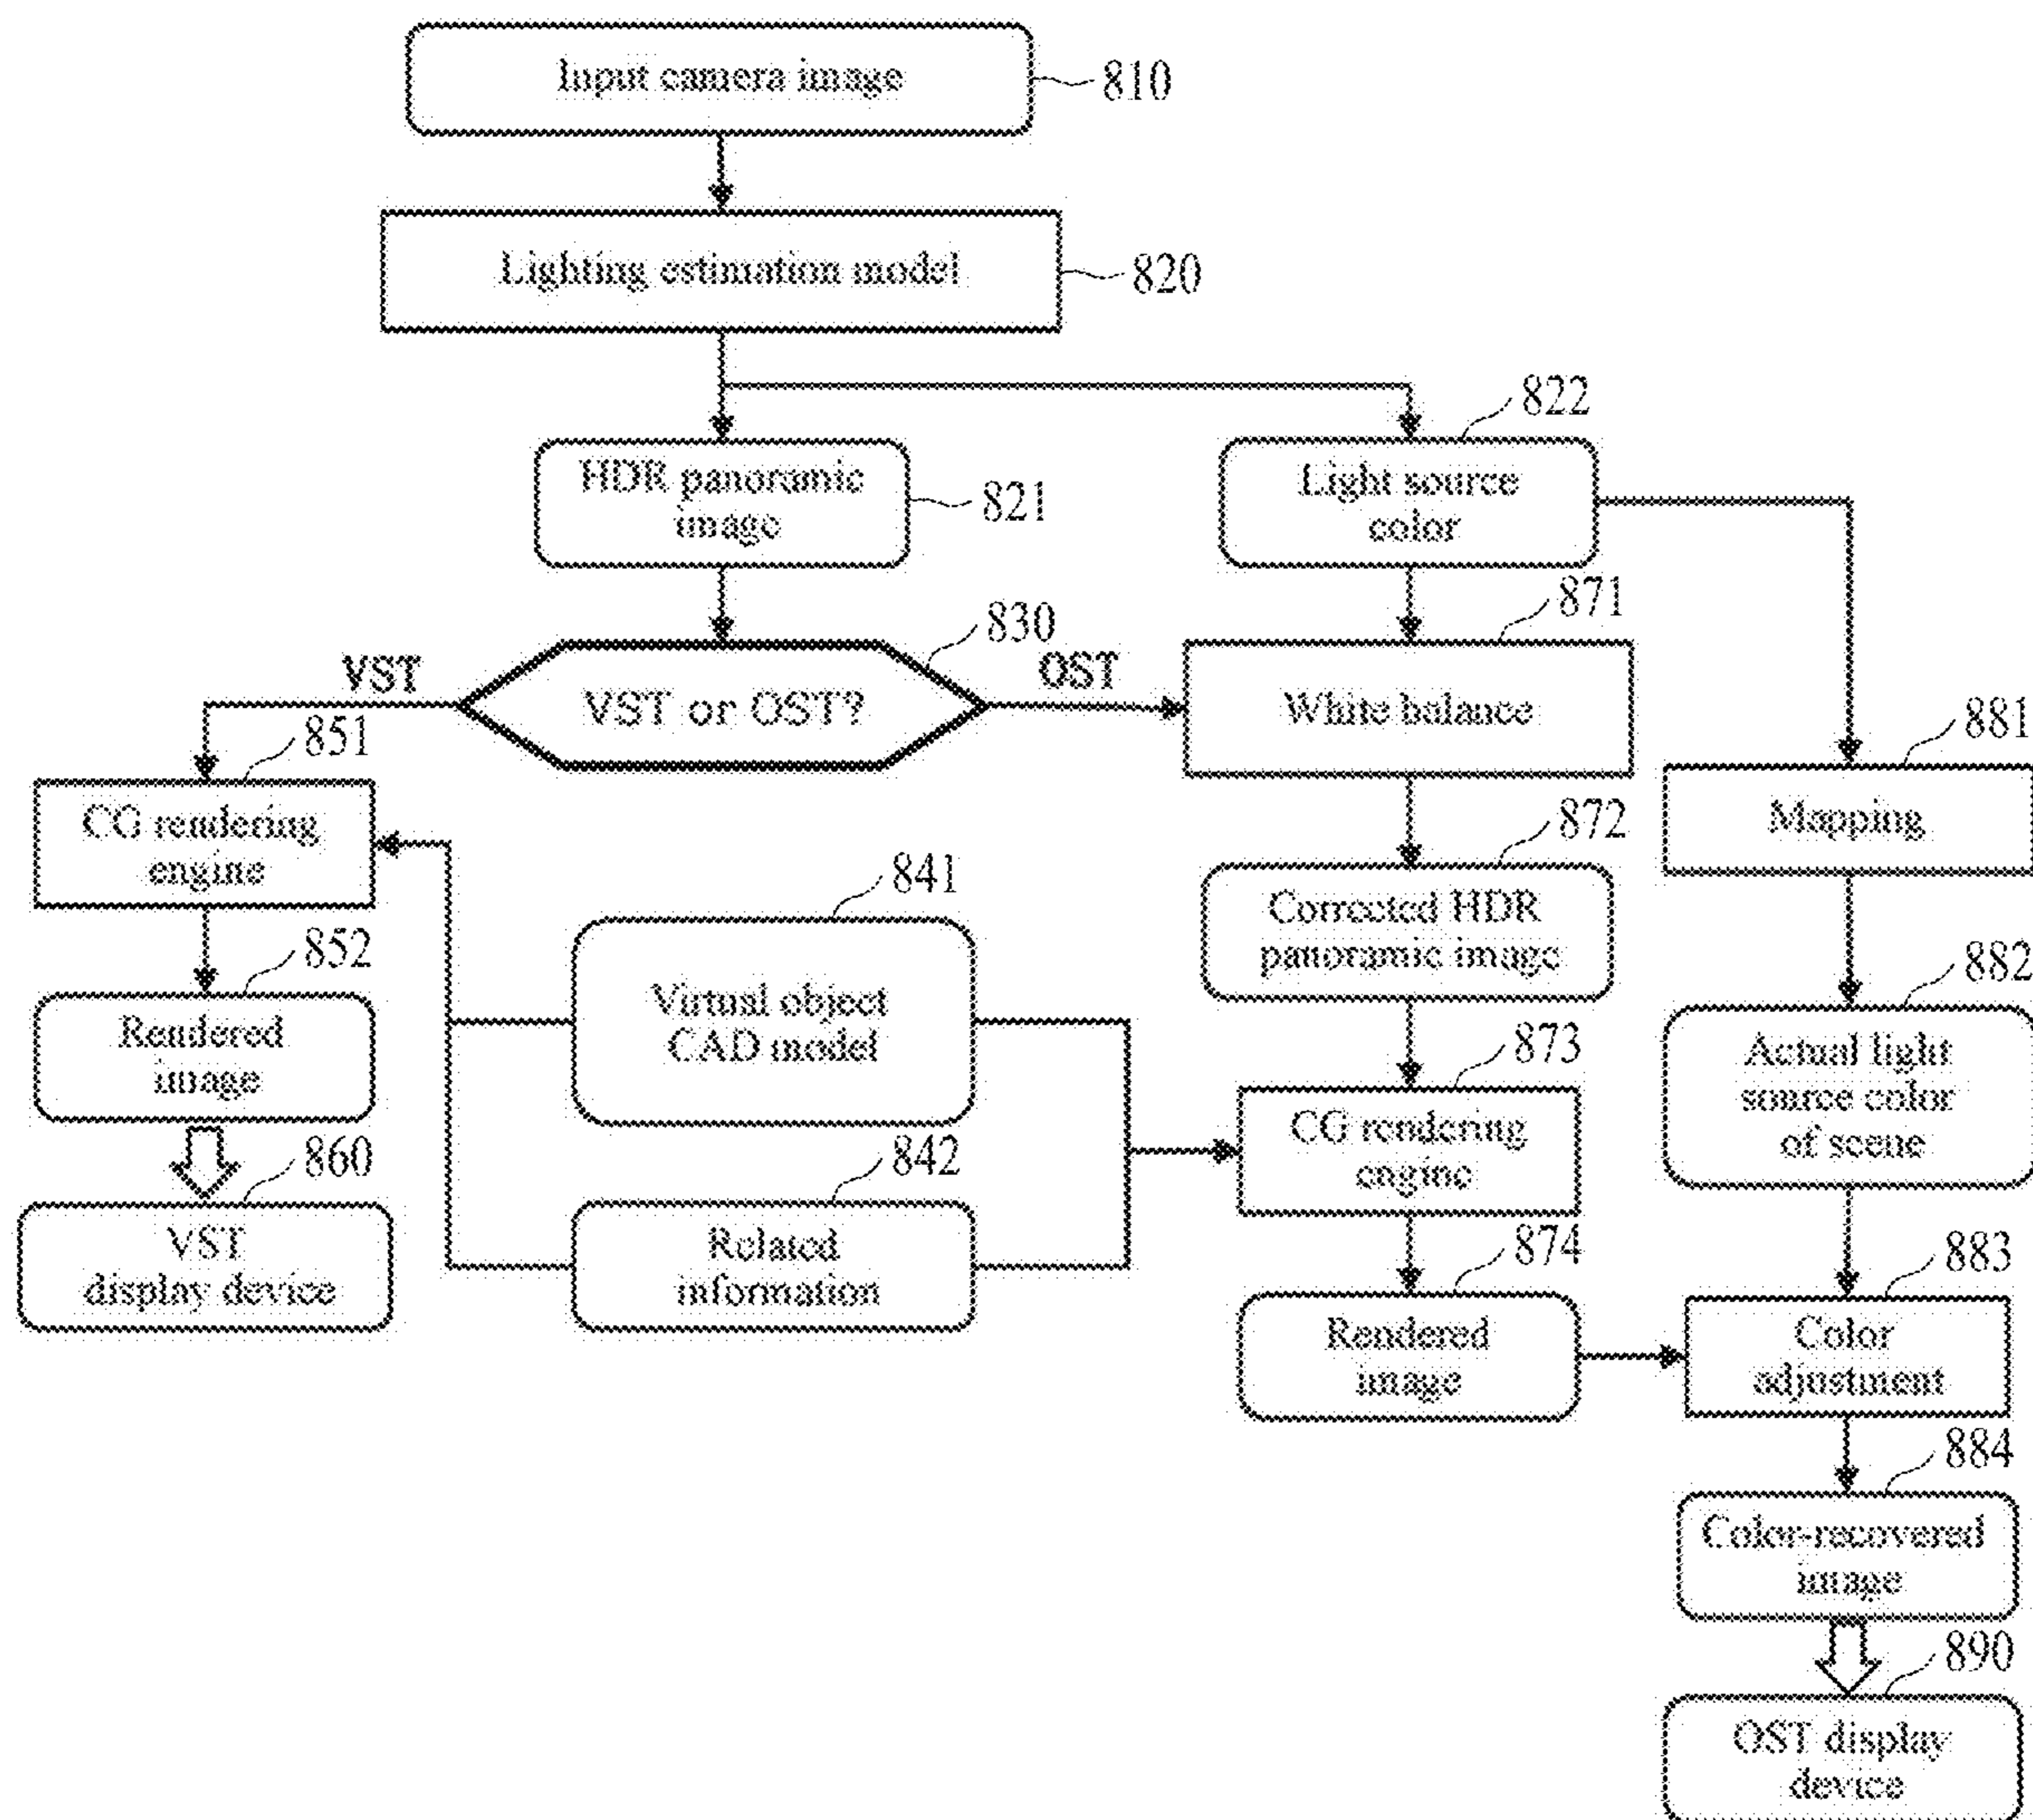 Input camera image
810
Lighting estimation model
820
822
HDR panoramic
image
821
Light source
color
871
830
VST
VST or OST?
OST
White balance
851
881
CG rendering
engine
Mapping
872
841
Corrected HDR
panoramic image
852
882
Virtual object
CAD model
Rendered
image
873
Actual light
source color
of scene
860
842
CG rendering
engine
VST
display device
Related
information
874
883
Rendered
image
Color
adjustment
884
Color-recovered
image
890
OST display
device